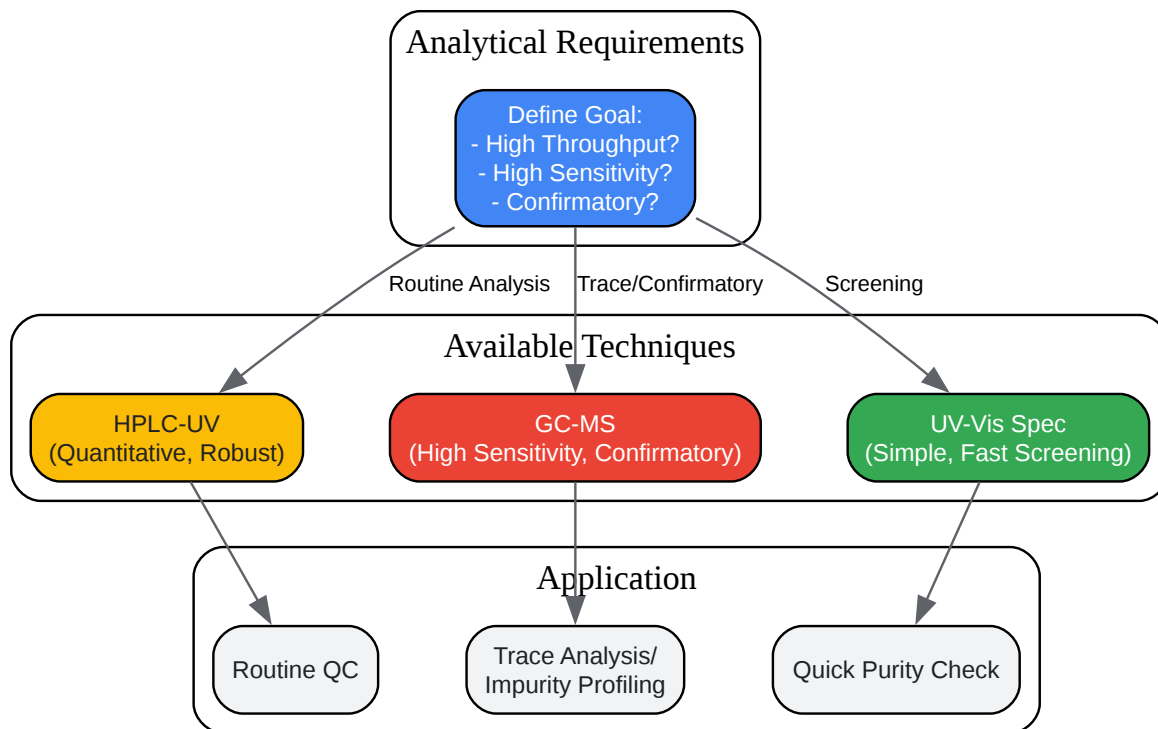 Analytical Requirements
Define Goal:
- High Throughput?
- High Sensitivity?
- Confirmatory?
Routine Analysis
Trace/Confirmatory
Screening
Available Techniques
HPLC-UV
(Quantitative, Robust)
GC-MS
(High Sensitivity, Confirmatory)
UV-Vis Spec
(Simple, Fast Screening)
Application
Routine QC
Trace Analysis/
Impurity Profiling
Quick Purity Check